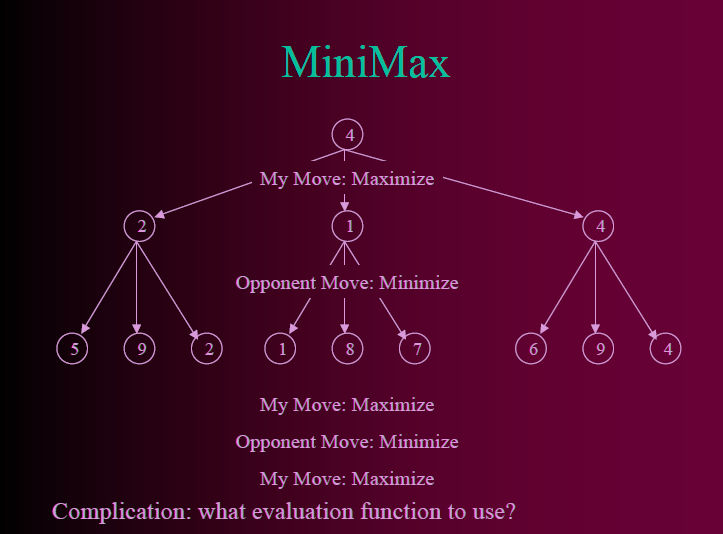 MiniMax
4
My Move: Maximize
2 1 4
Opponent Move: Minimize
5 9 2 1 8 7 6 9 4
My Move: Maximize
Opponent Move: Minimize
My Move: Maximize
Complication: what evaluation function to use?